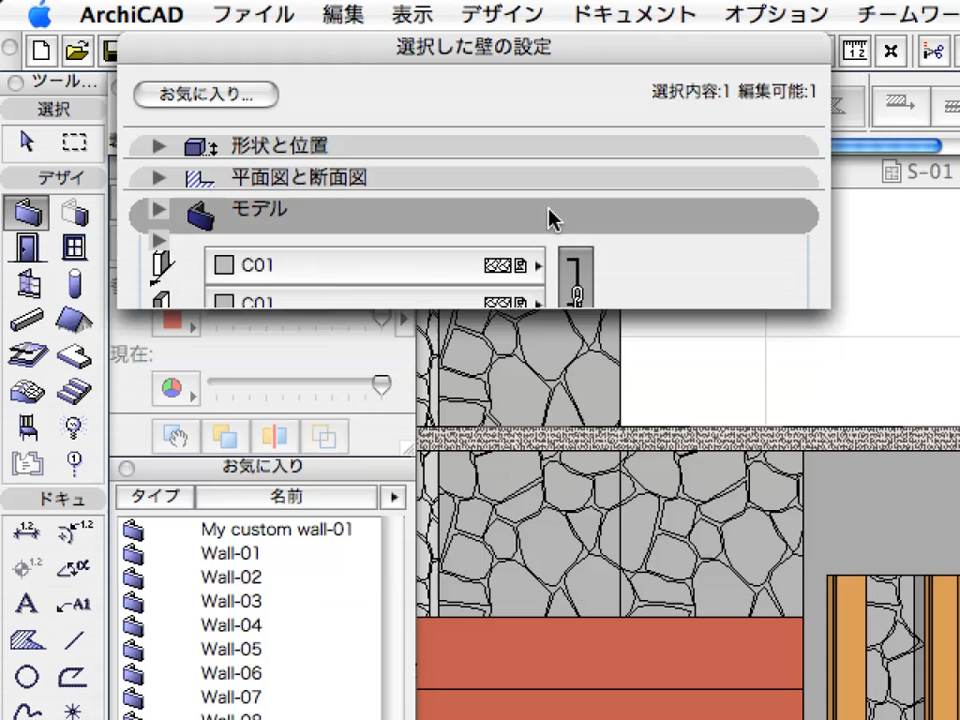 ArchiCAD ファイル 編集 表示 デザイン ドキュメント オプション チームワー
選択した壁の設定
ツール...
お気に入り...
選択内容:1 編集可能:1
選択
形状と位置
S-01
デザイ
平面図と断面図
モデル
C01
C01
現在:
お気に入り
タイプ 名前
ドキュ
My custom wall-01
Wall-01
Wall-02
Wall-03
Wall-04
Wall-05
Wall-06
Wall-07